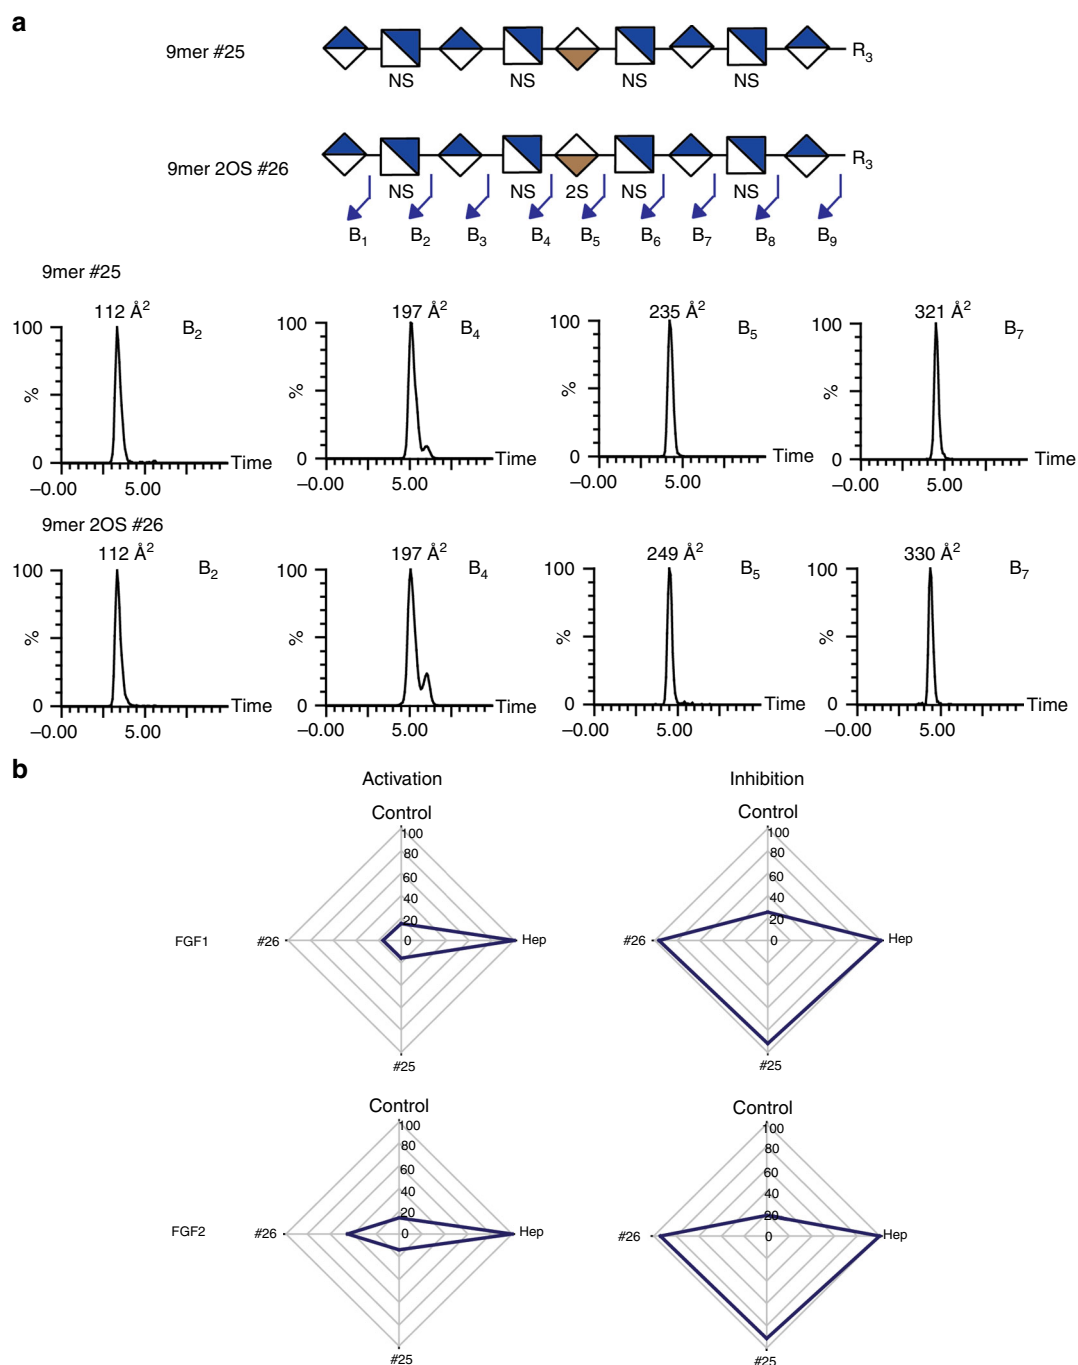 a
9mer #25
R3
NS NS NS NS
9mer 2OS #26
R3
NS NS 2S NS NS
B1 B2 B3 B4 B5 B6 B7 B8 B9
9mer #25
112 Å2 B2
100
%
0
Time
–0.00 5.00
197 Å2 B4
100
%
0
Time
–0.00 5.00
235 Å2 B5
100
%
0
Time
–0.00 5.00
321 Å2 B7
100
%
0
Time
–0.00 5.00
9mer 2OS #26
112 Å2 B2
100
%
0
Time
–0.00 5.00
197 Å2 B4
100
%
0
Time
–0.00 5.00
249 Å2 B5
100
%
0
Time
–0.00 5.00
330 Å2 B7
100
%
0
Time
–0.00 5.00
b
Activation
Inhibition
FGF1
Control
100
80
60
40
20
0
#26
Hep
#25
Control
100
80
60
40
20
0
#26
Hep
#25
FGF2
Control
100
80
60
40
20
0
#26
Hep
#25
Control
100
80
60
40
20
0
#26
Hep
#25